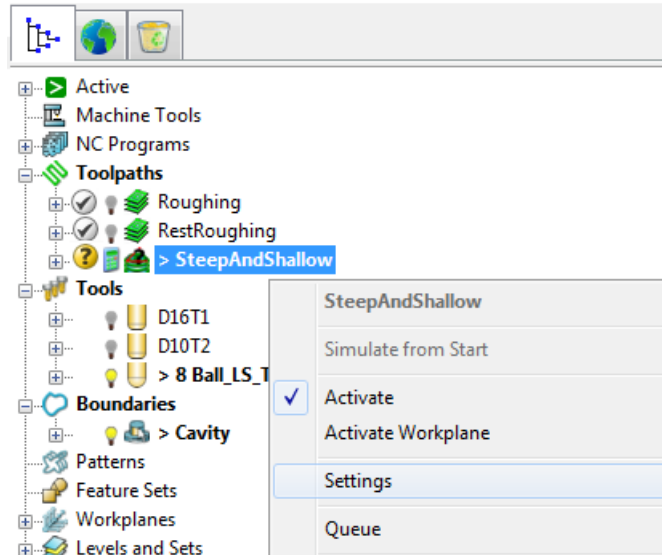 Active
Machine Tools
NC Programs
Toolpaths
Roughing
RestRoughing
> SteepAndShallow
Tools
D16T1
D10T2
> 8 Ball_LS_T
Boundaries
> Cavity
Patterns
Feature Sets
Workplanes
Levels and Sets
SteepAndShallow
Simulate from Start
Activate
Activate Workplane
Settings
Queue